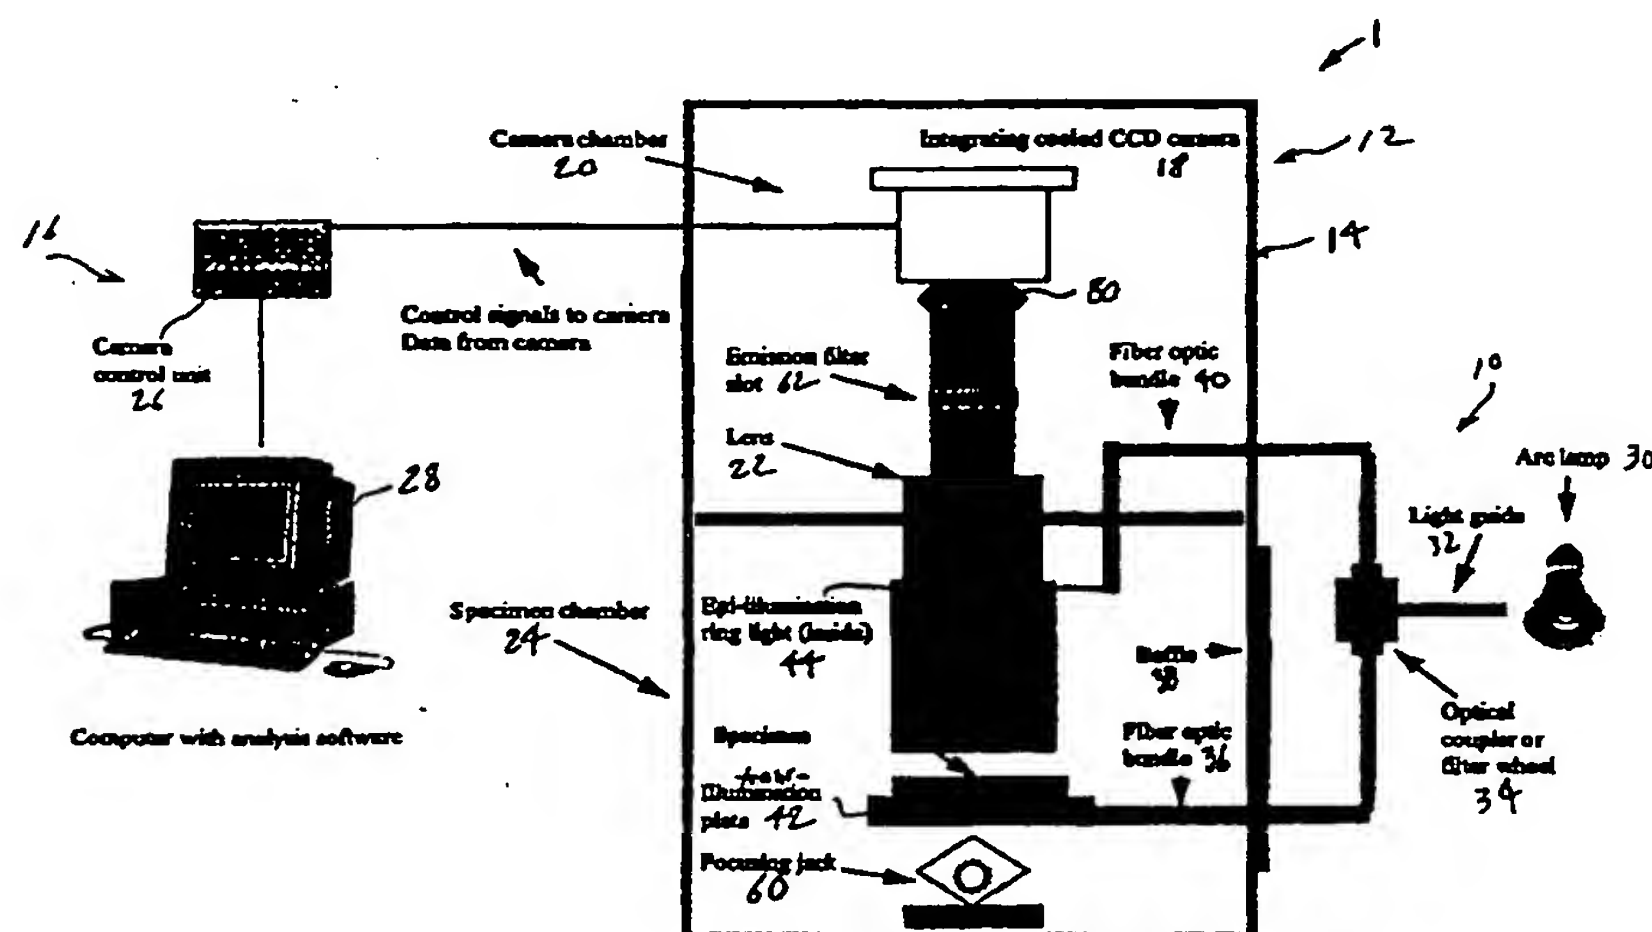 1
Camera chamber
20
Integrating cooled CCD camera
18
12
14
16
80
Control signals to camera
Data from camera
Camera
control unit
26
Emission filter
slot 62
Fiber optic
bundle 40
10
Lens
22
Arc lamp 30
28
Light guide
32
Specimen chamber
24
Epi-illumination
ring light (inside)
44
Baffle
38
Optical
coupler or
filter wheel
34
Computer with analysis software
Specimen
Fiber optic
bundle 36
Illumination
plate 42
Focusing jack
60